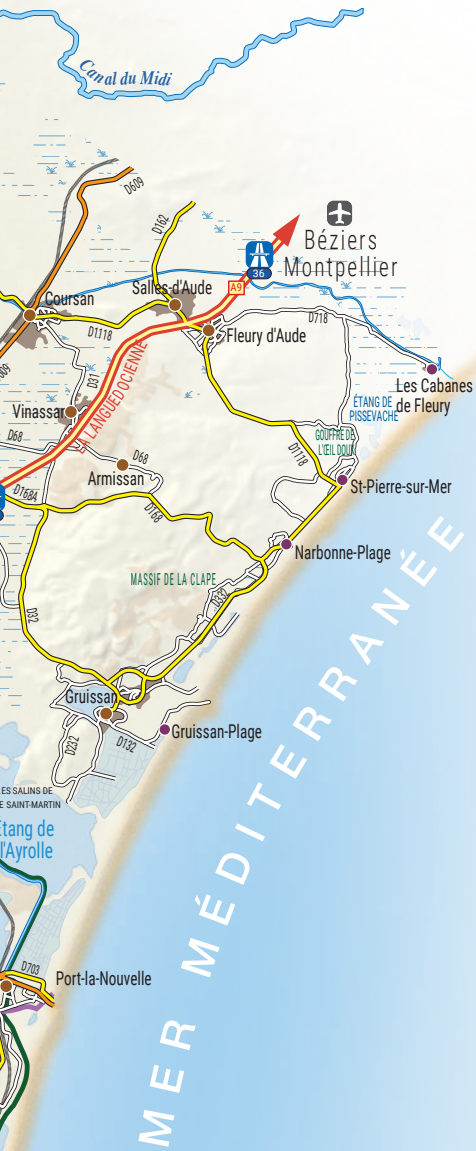 Canal du Midi
D609
D162
Béziers
Montpellier
36
A9
Salles-d'Aude
Coursan
D1118
Fleury d'Aude
D718
LA LANGUEDOCIENNE
D31
Les Cabanes
de Fleury
ÉTANG DE
PISSEVACHE
Vinassan
D68
GOUFFRE DE
L'ŒIL DOUX
D1118
D68
Armissan
St-Pierre-sur-Mer
D1684
D168
Narbonne-Plage
MASSIF DE LA CLAPE
D332
D32
Gruissan
Gruissan-Plage
D232
D132
ES SALINS DE
E SAINT-MARTIN
Étang de
l'Ayrolle
D703
Port-la-Nouvelle
MER MÉDITERRANÉE